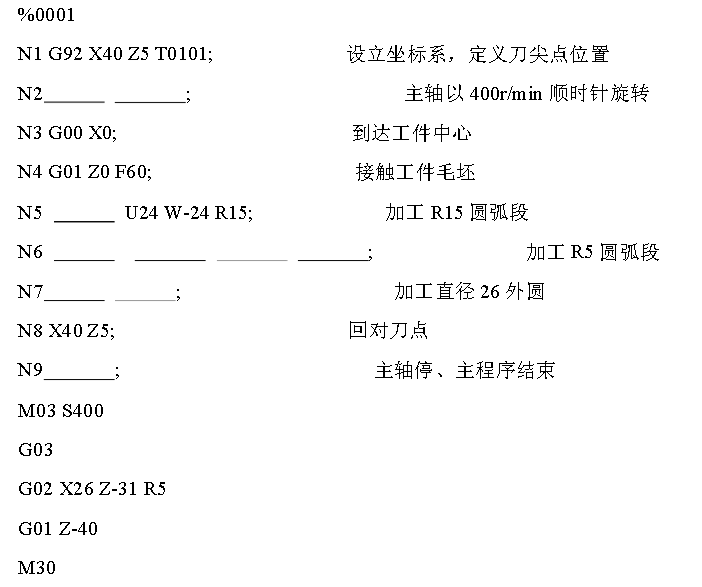 %0001
N1 G92 X40 Z5 T0101; 设立坐标系，定义刀尖点位置
N2______ _______; 主轴以 400r/min 顺时针旋转
N3 G00 X0; 到达工件中心
N4 G01 Z0 F60; 接触工件毛坯
N5 ______ U24 W-24 R15; 加工 R15 圆弧段
N6 ______ _______ _______ _______; 加工 R5 圆弧段
N7______ ______; 加工直径 26 外圆
N8 X40 Z5; 回对刀点
N9_______; 主轴停、主程序结束
M03 S400
G03
G02 X26 Z-31 R5
G01 Z-40
M30